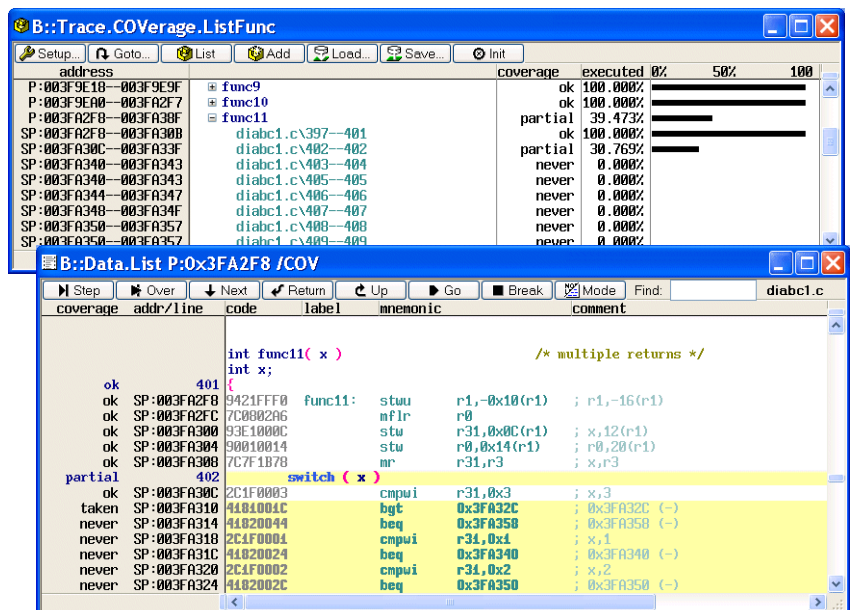 B::Trace.COVerage.ListFunc
Setup... Goto... List Add Load... Save... Init
address coverage executed 0% 50% 100
P:003F9E18--003F9E9F func9 ok 100.000%
P:003F9EA0--003FA2F7 func10 ok 100.000%
P:003FA2F8--003FA38F func11 partial 39.473%
SP:003FA2F8--003FA30B diabc1.c\397--401 ok 100.000%
SP:003FA30C--003FA33F diabc1.c\402--402 partial 30.769%
SP:003FA340--003FA343 diabc1.c\403--404 never 0.000%
SP:003FA340--003FA343 diabc1.c\405--405 never 0.000%
SP:003FA344--003FA347 diabc1.c\406--406 never 0.000%
SP:003FA348--003FA34F diabc1.c\407--407 never 0.000%
SP:003FA350--003FA357 diabc1.c\408--408 never 0.000%
SP:003FA350--003FA357 diabc1.c\409--409 never 0.000%
B::Data.List P:0x3FA2F8 /COV
Step Over Next Return Up Go Break Mode Find: diabc1.c
coverage addr/line code label mnemonic comment
int func11( x ) /* multiple returns */
int x;
ok 401 {
ok SP:003FA2F8 9421FFF0 func11: stwu r1,-0x10(r1) ; r1,-16(r1)
ok SP:003FA2FC 7C0802A6 mflr r0
ok SP:003FA300 93E1000C stw r31,0x0C(r1) ; x,12(r1)
ok SP:003FA304 90010014 stw r0,0x14(r1) ; r0,20(r1)
ok SP:003FA308 7C7F1B78 mr r31,r3 ; x,r3
partial 402 switch ( x )
ok SP:003FA30C 2C1F0003 cmpwi r31,0x3 ; x,3
taken SP:003FA310 4181001C bgt 0x3FA32C ; 0x3FA32C (-)
never SP:003FA314 41820044 beq 0x3FA358 ; 0x3FA358 (-)
never SP:003FA318 2C1F0001 cmpwi r31,0x1 ; x,1
never SP:003FA31C 41820024 beq 0x3FA340 ; 0x3FA340 (-)
never SP:003FA320 2C1F0002 cmpwi r31,0x2 ; x,2
never SP:003FA324 4182002C beq 0x3FA350 ; 0x3FA350 (-)